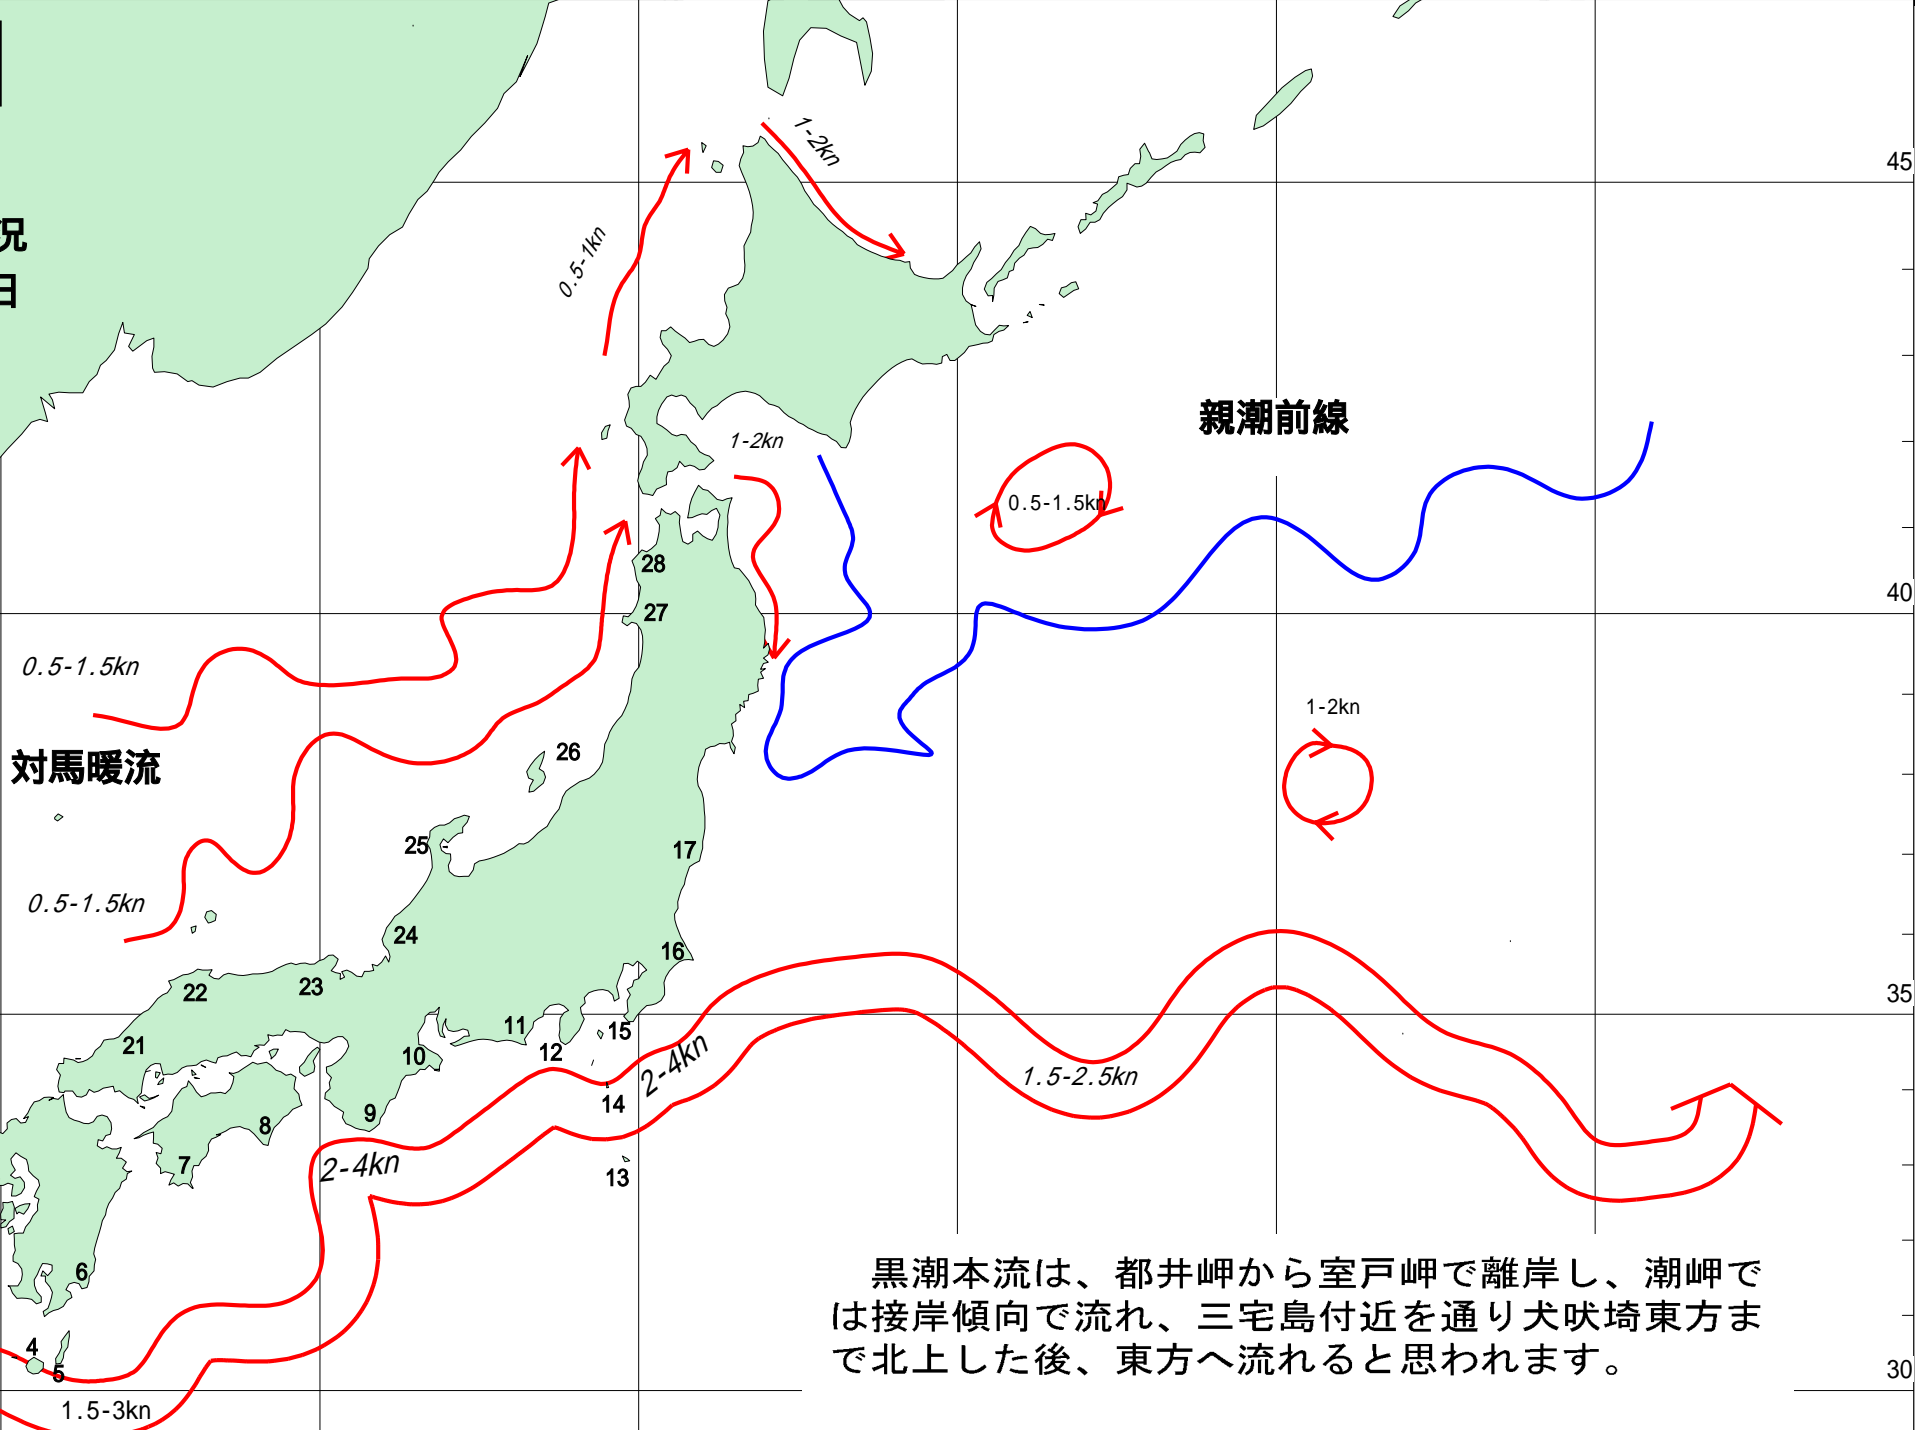 況
日
1-2kn
45
0.5-1kn
親潮前線
1-2kn
0.5-1.5kn
28
40
27
0.5-1.5kn
1-2kn
26
対馬暖流
25
17
0.5-1.5kn
24
16
23
22
35
11
15
21
12
10
2-4kn
1.5-2.5kn
14
9
8
2-4kn
7
13
6
黒潮本流は、都井岬から室戸岬で離岸し、潮岬で
は接岸傾向で流れ、三宅島付近を通り犬吠埼東方ま
で北上した後、東方へ流れると思われます。
4
5
30
1.5-3kn